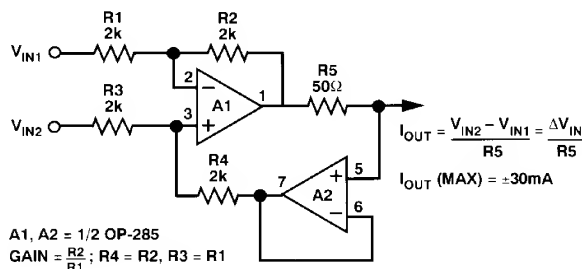 R1
2k
R2
2k
V_IN1
R3
2k
2
−
A1
1
3
+
R5
50Ω
V_IN2
I_OUT = (V_IN2 − V_IN1)/R5 = ΔV_IN/R5
R4
2k
7
+
5
A2
−
6
I_OUT (MAX) = ±30mA
A1, A2 = 1/2 OP-285
GAIN = R2/R1 ; R4 = R2, R3 = R1